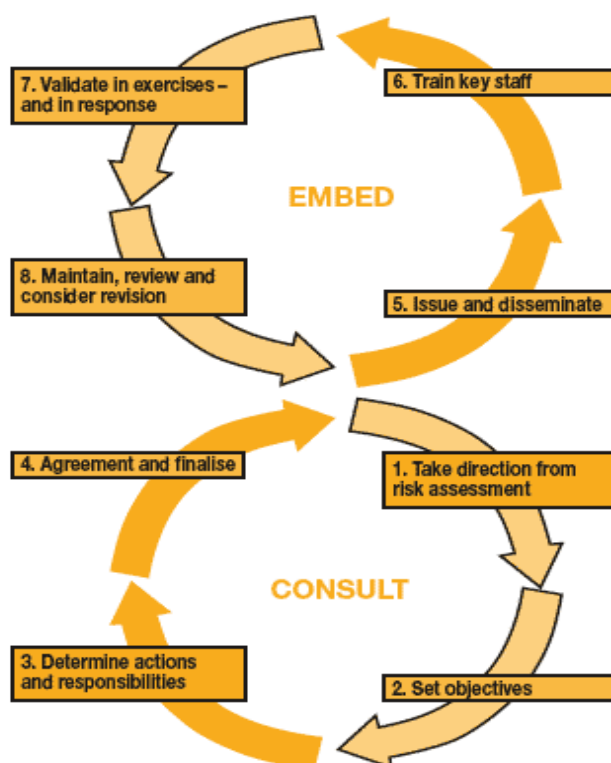 7. Validate in exercises –
and in response
6. Train key staff
EMBED
8. Maintain, review and
consider revision
5. Issue and disseminate
4. Agreement and finalise
1. Take direction from
risk assessment
CONSULT
3. Determine actions
and responsibilities
2. Set objectives